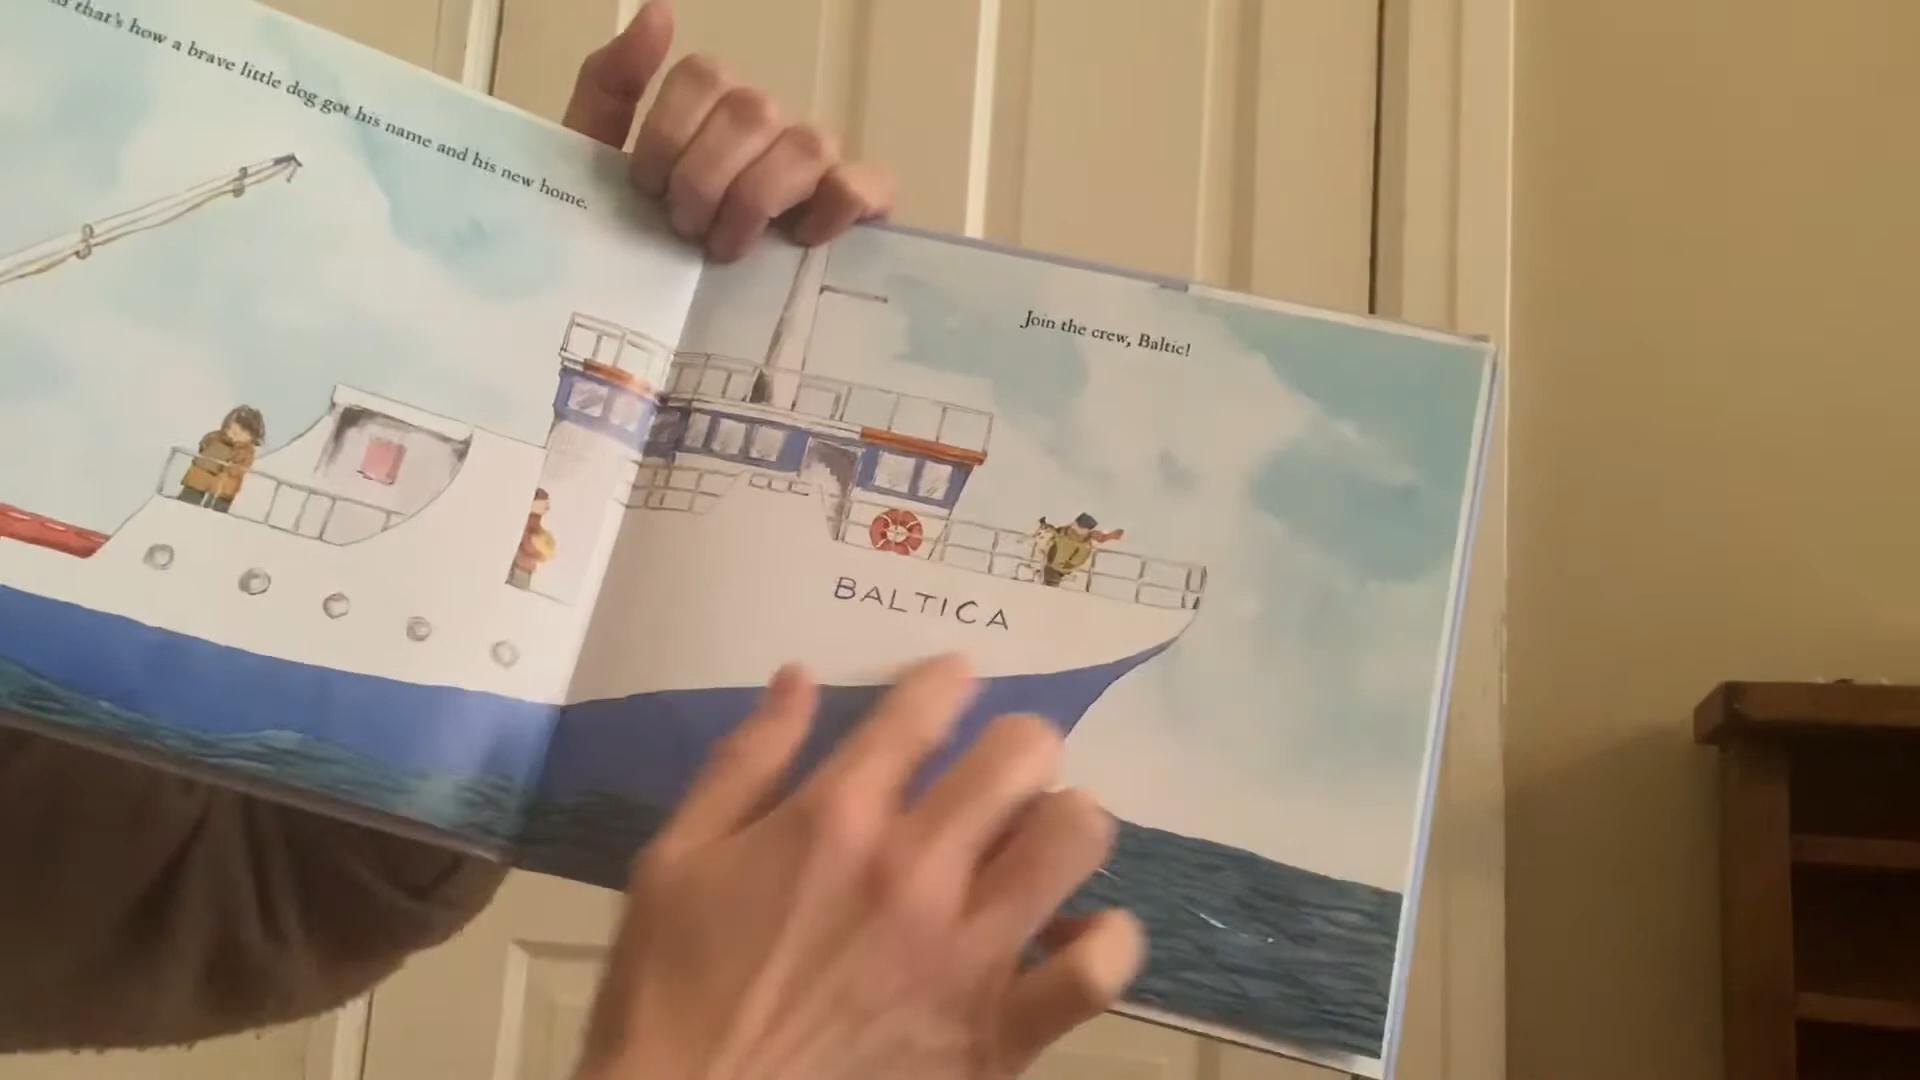 that's how a brave little dog got his name and his new home.
Join the crew, Baltic!
BALTICA